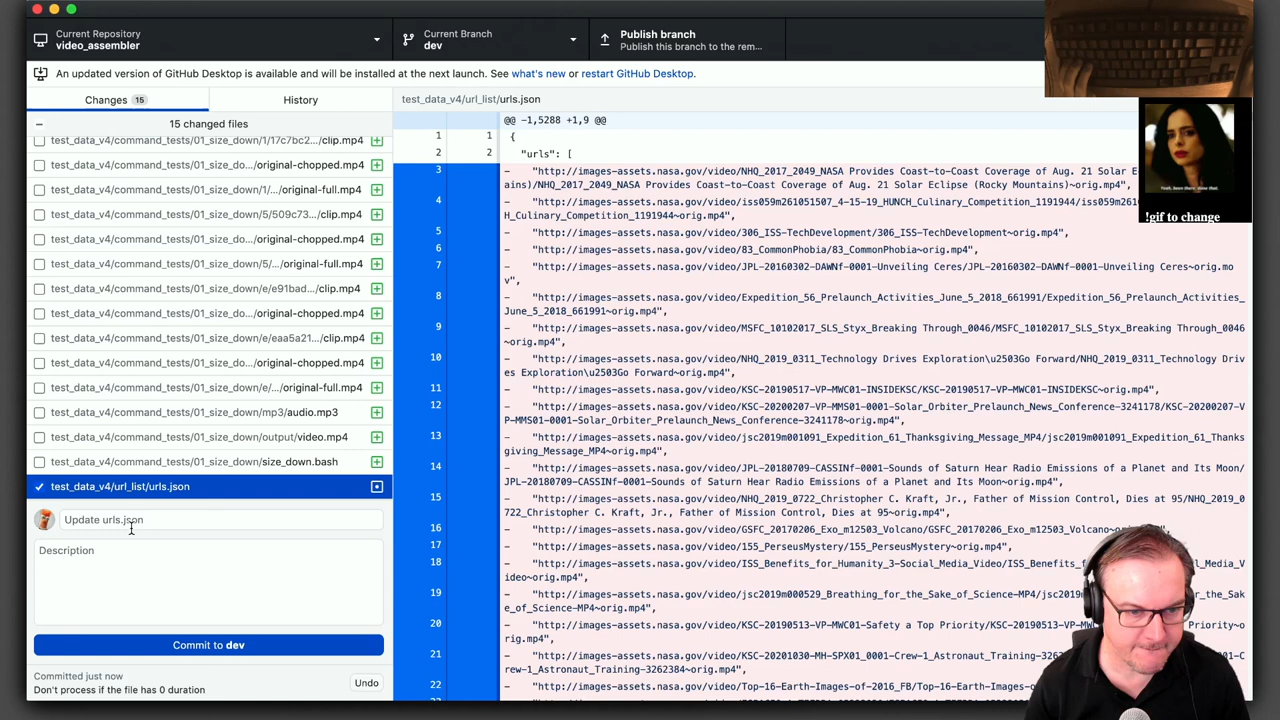 Current Repository
video_assembler
Current Branch
dev
Publish branch
Publish this branch to the rem...
An updated version of GitHub Desktop is available and will be installed at the next launch. See what's new or restart GitHub Desktop.
Changes 15
History
test_data_v4/url_list/urls.json
15 changed files
test_data_v4/command_tests/01_size_down/1/17c7bc2.../clip.mp4
test_data_v4/command_tests/01_size_do.../original-chopped.mp4
test_data_v4/command_tests/01_size_down/1/.../original-full.mp4
test_data_v4/command_tests/01_size_down/5/509c73.../clip.mp4
test_data_v4/command_tests/01_size_do.../original-chopped.mp4
test_data_v4/command_tests/01_size_down/5/.../original-full.mp4
test_data_v4/command_tests/01_size_down/e/e91bad.../clip.mp4
test_data_v4/command_tests/01_size_do.../original-chopped.mp4
test_data_v4/command_tests/01_size_down/e/eaa5a21.../clip.mp4
test_data_v4/command_tests/01_size_do.../original-chopped.mp4
test_data_v4/command_tests/01_size_down/e/.../original-full.mp4
test_data_v4/command_tests/01_size_down/mp3/audio.mp3
test_data_v4/command_tests/01_size_down/output/video.mp4
test_data_v4/command_tests/01_size_down/size_down.bash
test_data_v4/url_list/urls.json
Update urls.json
Description
Commit to dev
Committed just now
Don't process if the file has 0 duration
Undo
@@ -1,5288 +1,9 @@
1 1 {
2 2 "urls": [
3 - "http://images-assets.nasa.gov/video/NHQ_2017_2049_NASA Provides Coast-to-Coast Coverage of Aug. 21 Solar E
ains)/NHQ_2017_2049_NASA Provides Coast-to-Coast Coverage of Aug. 21 Solar Eclipse (Rocky Mountains)~orig.mp4",
4 - "http://images-assets.nasa.gov/video/iss059m261051507_4-15-19_HUNCH_Culinary_Competition_1191944/iss059m261
H_Culinary_Competition_1191944~orig.mp4",
5 - "http://images-assets.nasa.gov/video/306_ISS-TechDevelopment/306_ISS-TechDevelopment~orig.mp4",
6 - "http://images-assets.nasa.gov/video/83_CommonPhobia/83_CommonPhobia~orig.mp4",
7 - "http://images-assets.nasa.gov/video/JPL-20160302-DAWNf-0001-Unveiling Ceres/JPL-20160302-DAWNf-0001-Unveiling Ceres~orig.mo
v",
8 - "http://images-assets.nasa.gov/video/Expedition_56_Prelaunch_Activities_June_5_2018_661991/Expedition_56_Prelaunch_Activities_
June_5_2018_661991~orig.mp4",
9 - "http://images-assets.nasa.gov/video/MSFC_10102017_SLS_Styx_Breaking Through_0046/MSFC_10102017_SLS_Styx_Breaking Through_0046
~orig.mp4",
10 - "http://images-assets.nasa.gov/video/NHQ_2019_0311_Technology Drives Exploration\u2503Go Forward/NHQ_2019_0311_Technology Driv
es Exploration\u2503Go Forward~orig.mp4",
11 - "http://images-assets.nasa.gov/video/KSC-20190517-VP-MWC01-INSIDEKSC/KSC-20190517-VP-MWC01-INSIDEKSC~orig.mp4",
12 - "http://images-assets.nasa.gov/video/KSC-20200207-VP-MMS01-0001-Solar_Orbiter_Prelaunch_News_Conference-3241178/KSC-20200207-V
P-MMS01-0001-Solar_Orbiter_Prelaunch_News_Conference-3241178~orig.mp4",
13 - "http://images-assets.nasa.gov/video/jsc2019m001091_Expedition_61_Thanksgiving_Message_MP4/jsc2019m001091_Expedition_61_Thanks
giving_Message_MP4~orig.mp4",
14 - "http://images-assets.nasa.gov/video/JPL-20180709-CASSINf-0001-Sounds of Saturn Hear Radio Emissions of a Planet and Its Moon/
JPL-20180709-CASSINf-0001-Sounds of Saturn Hear Radio Emissions of a Planet and Its Moon~orig.mp4",
15 - "http://images-assets.nasa.gov/video/NHQ_2019_0722_Christopher C. Kraft, Jr., Father of Mission Control, Dies at 95/NHQ_2019_0
722_Christopher C. Kraft, Jr., Father of Mission Control, Dies at 95~orig.mp4",
16 - "http://images-assets.nasa.gov/video/GSFC_20170206_Exo_m12503_Volcano/GSFC_20170206_Exo_m12503_Volcano~orig.mp4",
17 - "http://images-assets.nasa.gov/video/155_PerseusMystery/155_PerseusMystery~orig.mp4",
18 - "http://images-assets.nasa.gov/video/ISS_Benefits_for_Humanity_3-Social_Media_Video/ISS_Benefits_fo l_Media_V
ideo~orig.mp4",
19 - "http://images-assets.nasa.gov/video/jsc2019m000529_Breathing_for_the_Sake_of_Science-MP4/jsc2019m or_the_Sak
e_of_Science-MP4~orig.mp4",
20 - "http://images-assets.nasa.gov/video/KSC-20190513-VP-MWC01-Safety a Top Priority/KSC-20190513-VP-M Priority~o
rig.mp4",
21 - "http://images-assets.nasa.gov/video/KSC-20201030-MH-SPX01_0001-Crew-1_Astronaut_Training-3262 -C
rew-1_Astronaut_Training-3262384~orig.mp4",
22 - "http://images-assets.nasa.gov/video/Top-16-Earth-Images-of-2016_FB/Top-16-Earth-Images-o
Yeah, been there, done that.
!gif to change